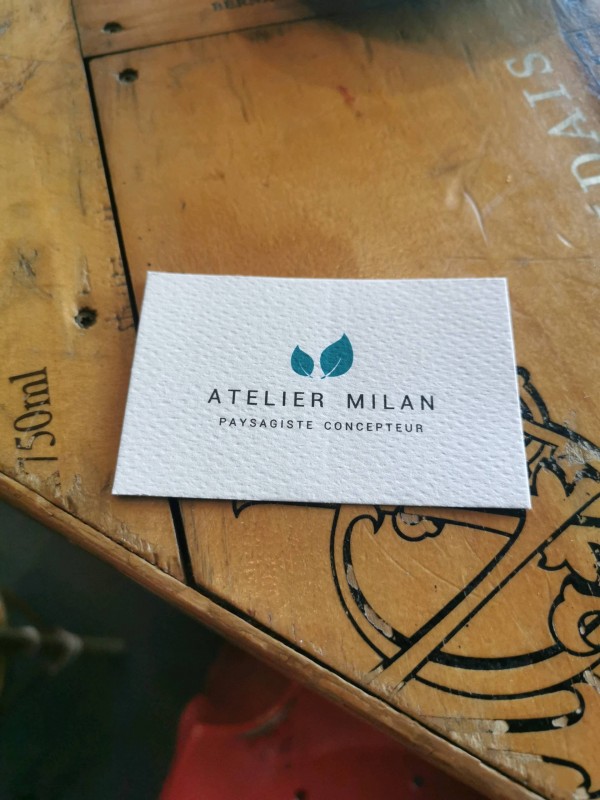 ATELIER MILAN
PAYSAGISTE CONCEPTEUR
750ml